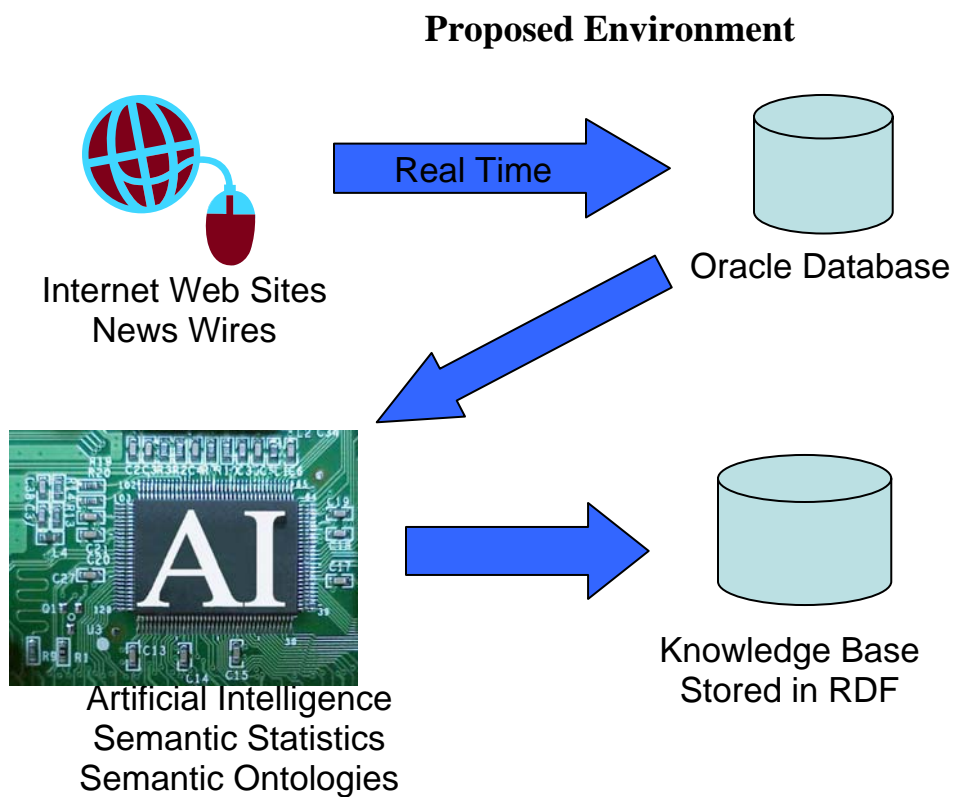 Proposed Environment
Real Time
Internet Web Sites
News Wires
Oracle Database
AI
Artificial Intelligence
Semantic Statistics
Semantic Ontologies
Knowledge Base
Stored in RDF